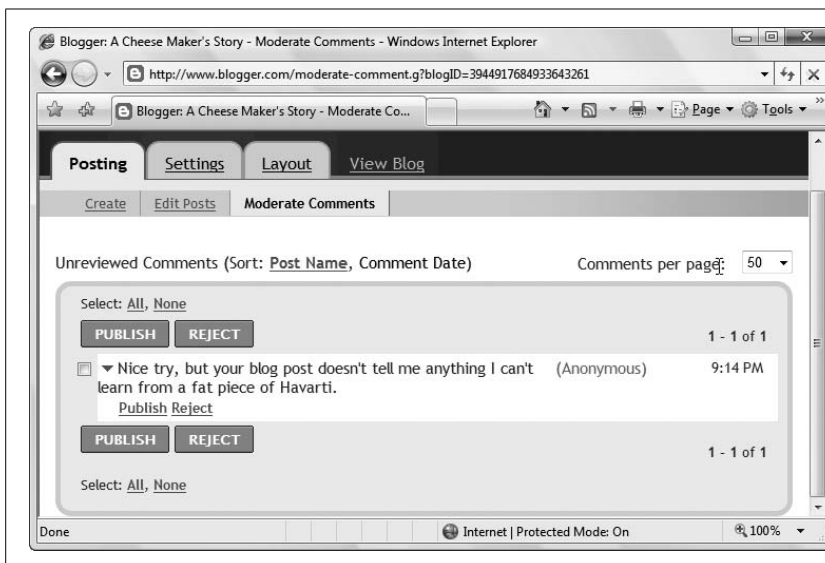 Blogger: A Cheese Maker's Story - Moderate Comments - Windows Internet Explorer
http://www.blogger.com/moderate-comment.g?blogID=3944917684933643261
Blogger: A Cheese Maker's Story - Moderate Co... Page Tools »
Posting Settings Layout View Blog
Create Edit Posts Moderate Comments
Unreviewed Comments (Sort: Post Name, Comment Date) Comments per page: 50
Select: All, None
PUBLISH REJECT 1 - 1 of 1
Nice try, but your blog post doesn't tell me anything I can't (Anonymous) 9:14 PM
learn from a fat piece of Havarti.
Publish Reject
PUBLISH REJECT 1 - 1 of 1
Select: All, None
Done Internet | Protected Mode: On 100%